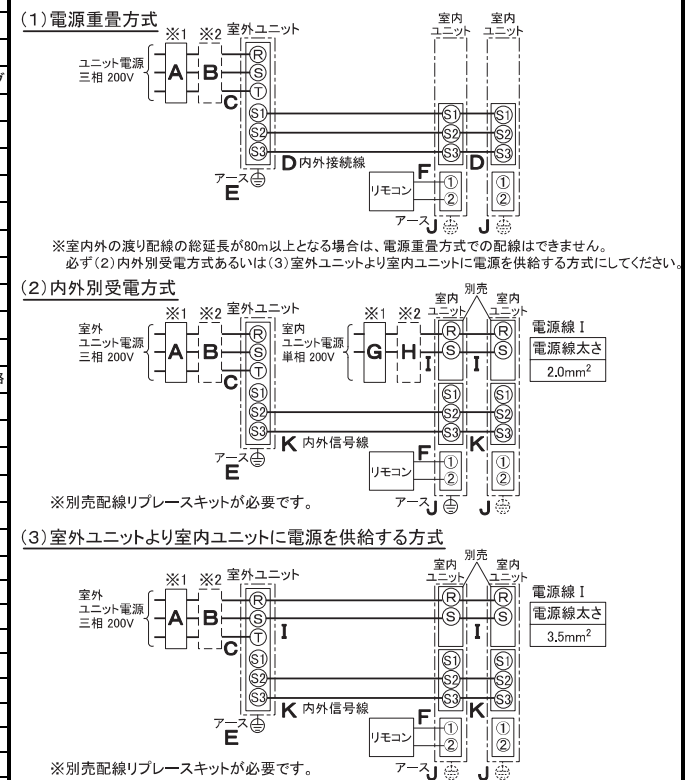 (1)電源重畳方式
※1 ※2 室外ユニット
室内ユニット 室内ユニット
ユニット電源
三相 200V
A B
C
R
S
T
S1
S2
S3
S1 S1
S2 S2
S3 S3
D 内外接続線
D
F
アース
E
リモコン
① ①
② ②
アース J J
※室内外の渡り配線の総延長が80m以上となる場合は、電源重畳方式での配線はできません。
必ず(2)内外別受電方式あるいは(3)室外ユニットより室内ユニットに電源を供給する方式にしてください。
(2)内外別受電方式
別売
※1 ※2 室外ユニット
※1 ※2 室内ユニット 室内ユニット
室外
ユニット電源
三相 200V
A B
C
R
S
T
S1
S2
S3
室内
ユニット電源
単相 200V
G H
I I
R R
S S
S1 S1
S2 S2
S3 S3
電源線 I
電源線太さ
2.0mm²
K 内外信号線
K
F
アース
E
リモコン
① ①
② ②
アース J J
※別売配線リプレースキットが必要です。
(3)室外ユニットより室内ユニットに電源を供給する方式
別売
※1 ※2 室外ユニット
室内ユニット 室内ユニット
室外
ユニット電源
三相 200V
A B
C
R
S
T
S1
S2
S3
I I
R R
S S
S1 S1
S2 S2
S3 S3
電源線 I
電源線太さ
3.5mm²
K 内外信号線
K
F
アース
E
リモコン
① ①
② ②
アース J J
※別売配線リプレースキットが必要です。